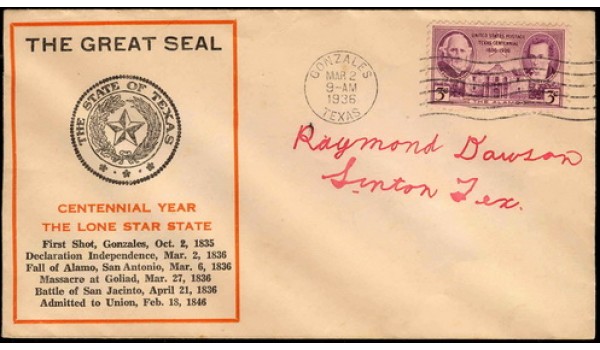 THE GREAT SEAL
THE STATE OF TEXAS
CENTENNIAL YEAR
THE LONE STAR STATE
First Shot, Gonzales, Oct. 2, 1835
Declaration Independence, Mar. 2, 1836
Fall of Alamo, San Antonio, Mar. 6, 1836
Massacre at Goliad, Mar. 27, 1836
Battle of San Jacinto, April 21, 1836
Admitted to Union, Feb. 18, 1846
GONZALES
MAR 2
9-AM
1936
TEXAS
UNITED STATES POSTAGE
TEXAS CENTENNIAL
1836-1936
3¢ THE ALAMO 3¢
Raymond Dawson
Sinton Tex.